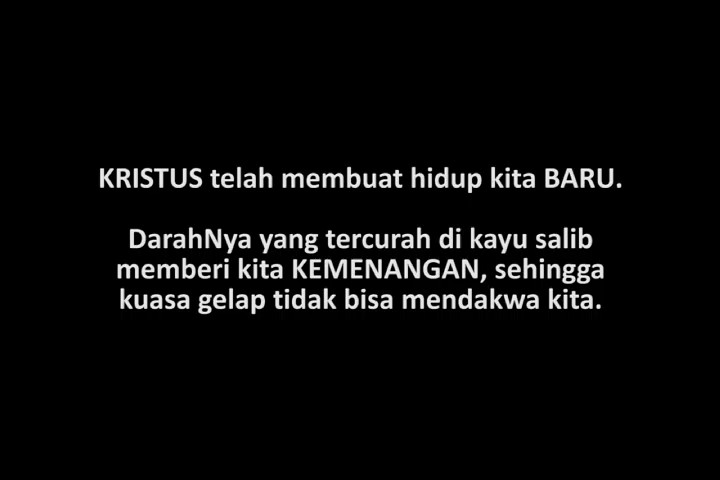 KRISTUS telah membuat hidup kita BARU.
DarahNya yang tercurah di kayu salib
memberi kita KEMENANGAN, sehingga
kuasa gelap tidak bisa mendakwa kita.